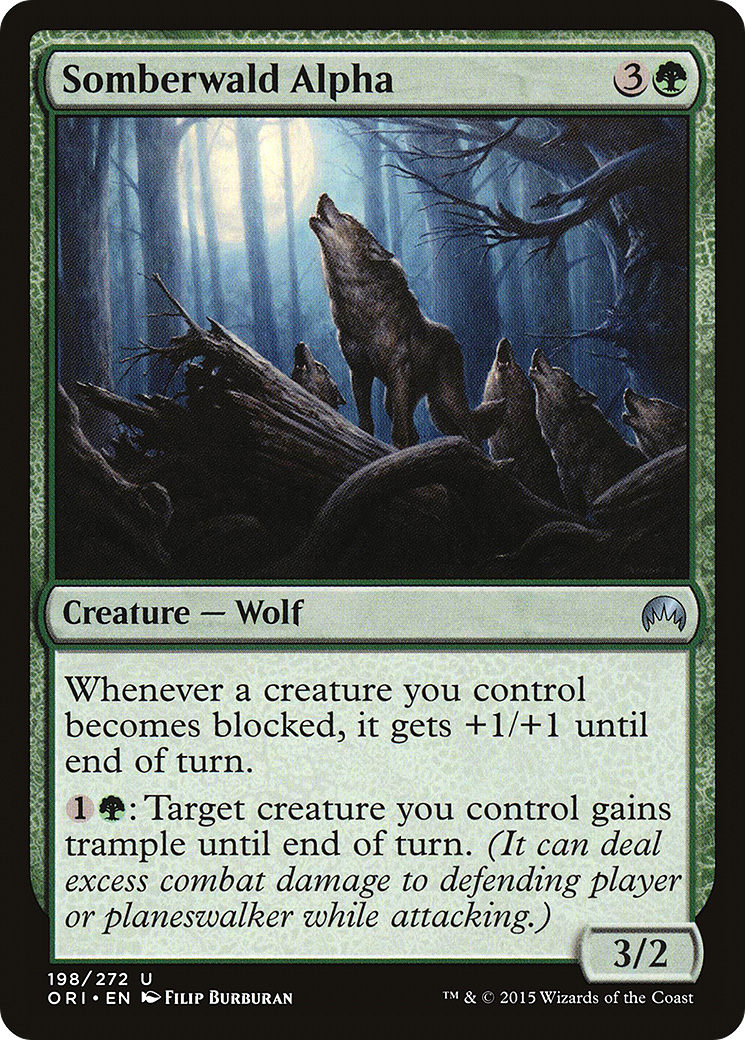 Somberwald Alpha 3
Creature — Wolf
Whenever a creature you control
becomes blocked, it gets +1/+1 until
end of turn.
1 : Target creature you control gains
trample until end of turn. (It can deal
excess combat damage to defending player
or planeswalker while attacking.)
3/2
198/272 U
ORI • EN Filip Burburan ™ & © 2015 Wizards of the Coast